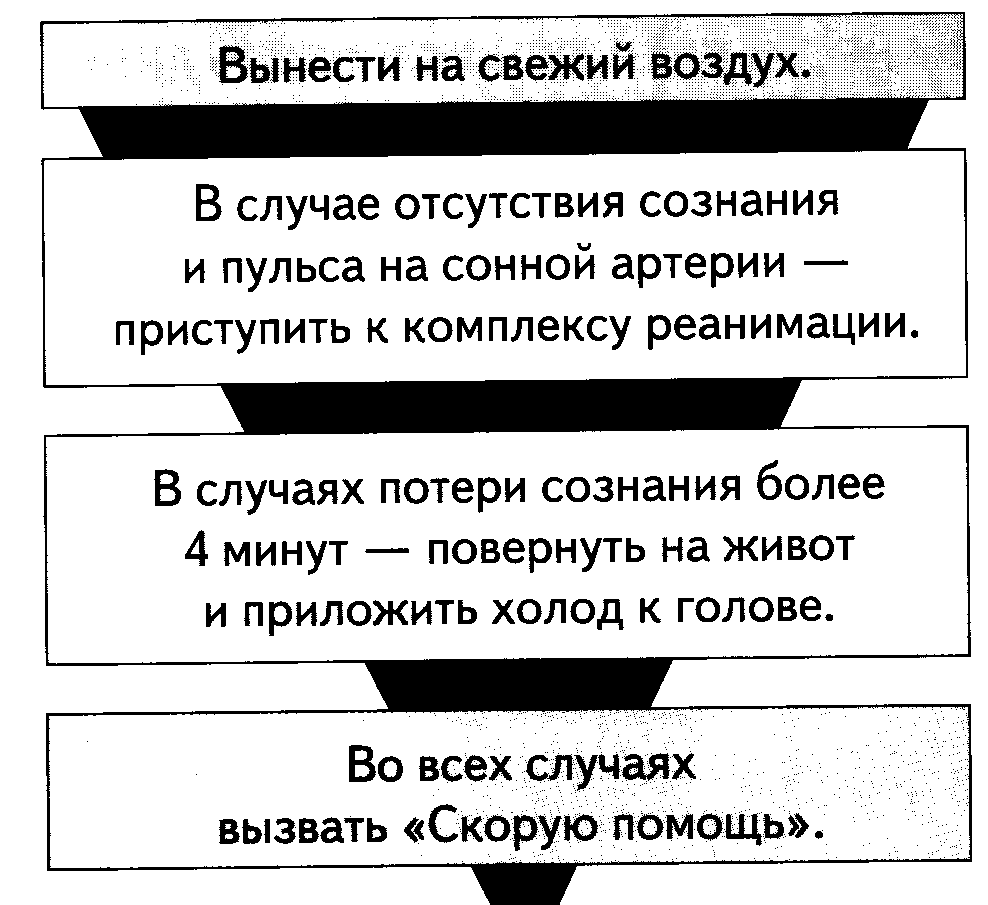 Вынести на свежий воздух.
В случае отсутствия сознания
и пульса на сонной артерии —
приступить к комплексу реанимации.
В случаях потери сознания более
4 минут — повернуть на живот
и приложить холод к голове.
Во всех случаях
вызвать «Скорую помощь».